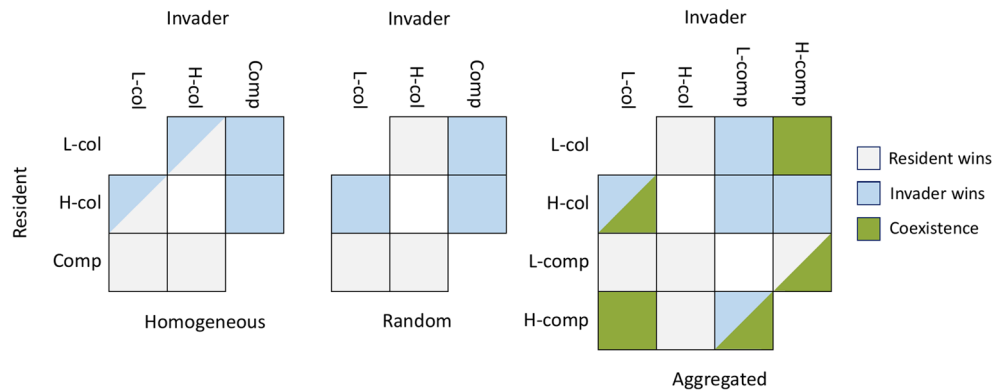 Invader
Invader
Invader
L-col
H-col
Comp
L-col
H-col
Comp
L-col
H-col
L-comp
H-comp
Resident
L-col
H-col
Comp
L-col
H-col
L-comp
H-comp
Resident wins
Invader wins
Coexistence
Homogeneous
Random
Aggregated